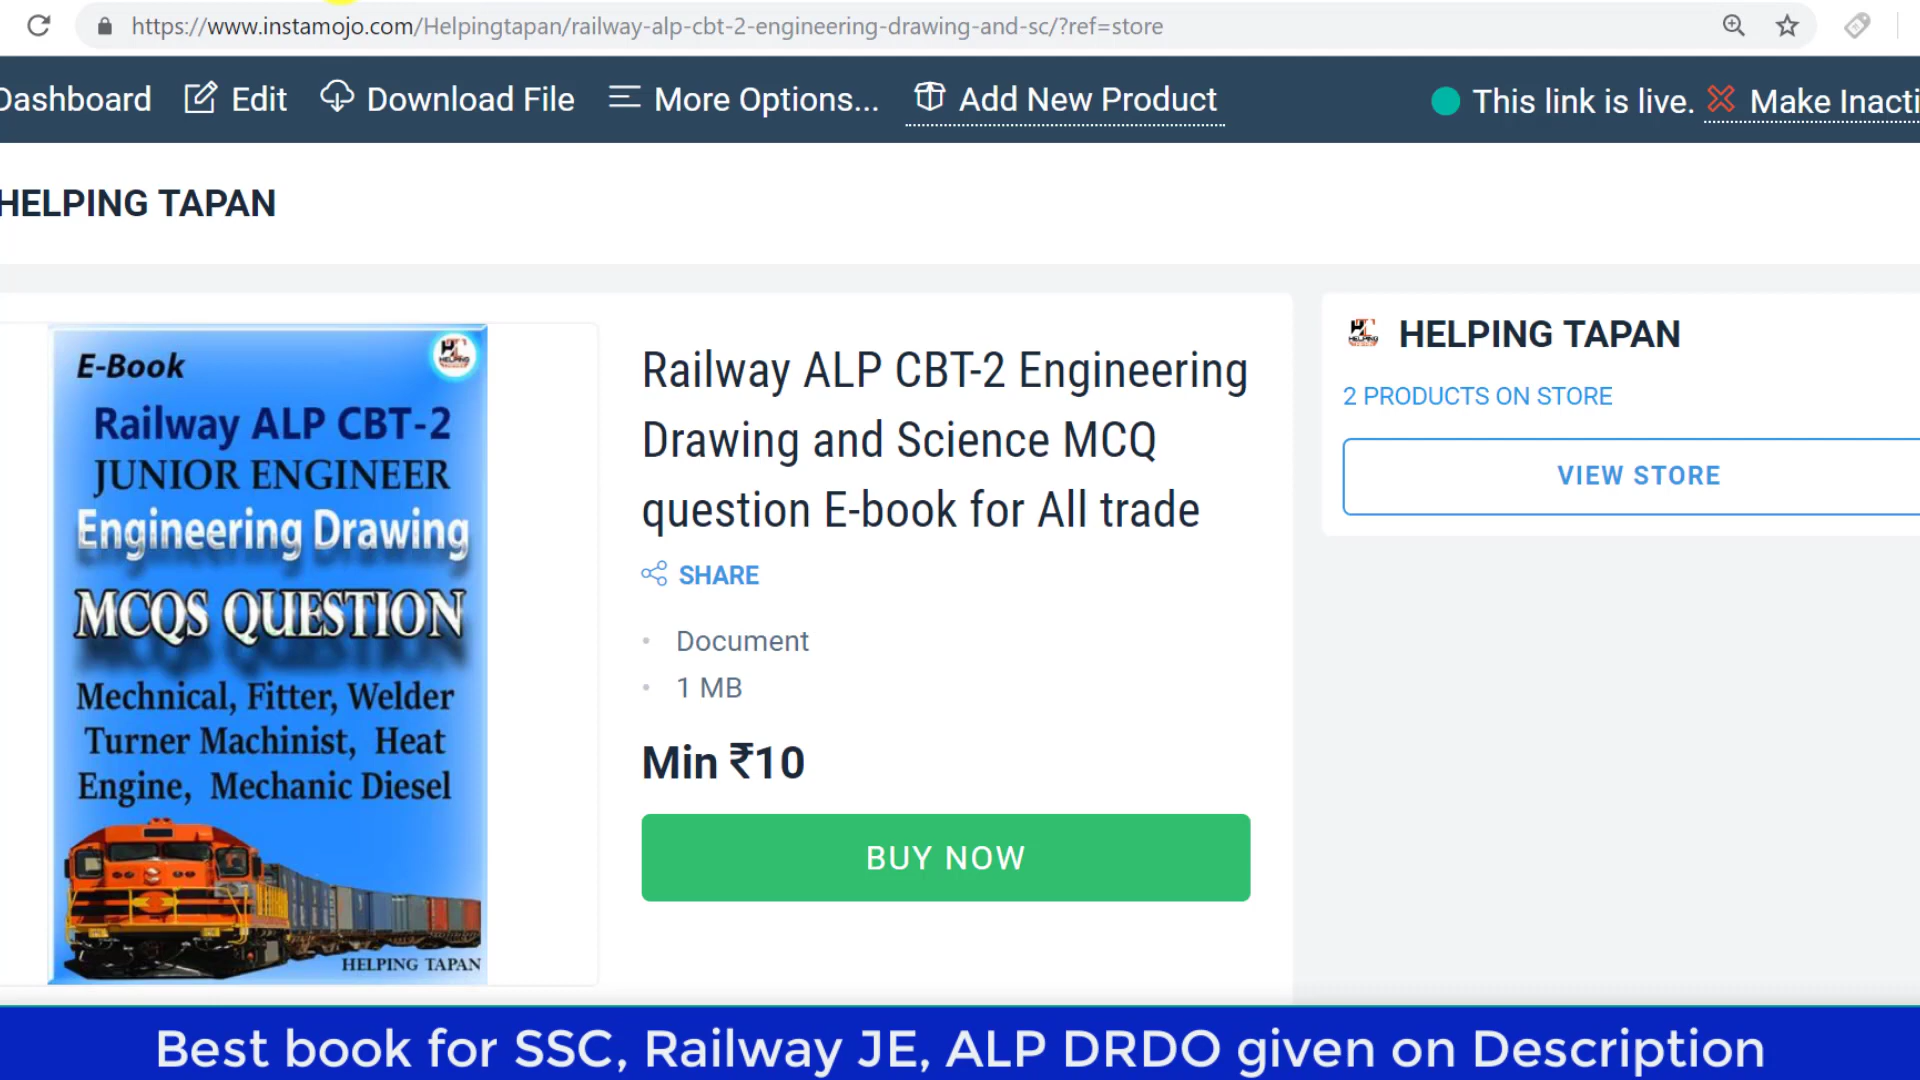 https://www.instamojo.com/Helpingtapan/railway-alp-cbt-2-engineering-drawing-and-sc/?ref=store
Dashboard Edit Download File More Options... Add New Product This link is live. Make Inacti
HELPING TAPAN
E-Book
HELPING
Railway ALP CBT-2
JUNIOR ENGINEER
Engineering Drawing
MCQS QUESTION
Mechnical, Fitter, Welder
Turner Machinist, Heat
Engine, Mechanic Diesel
HELPING TAPAN
Railway ALP CBT-2 Engineering
Drawing and Science MCQ
question E-book for All trade
SHARE
• Document
• 1 MB
Min ₹10
BUY NOW
HELPING
HELPING TAPAN
2 PRODUCTS ON STORE
VIEW STORE
Best book for SSC, Railway JE, ALP DRDO given on Description